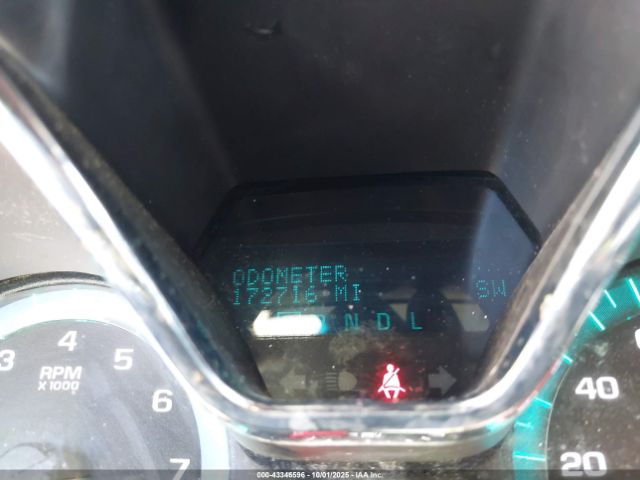 ODOMETER
172716 MI SW
N D L
3 4 5 6 7
RPM
X1000
40
20
000-43346596 - 10/01/2025 - © IAA, Inc.